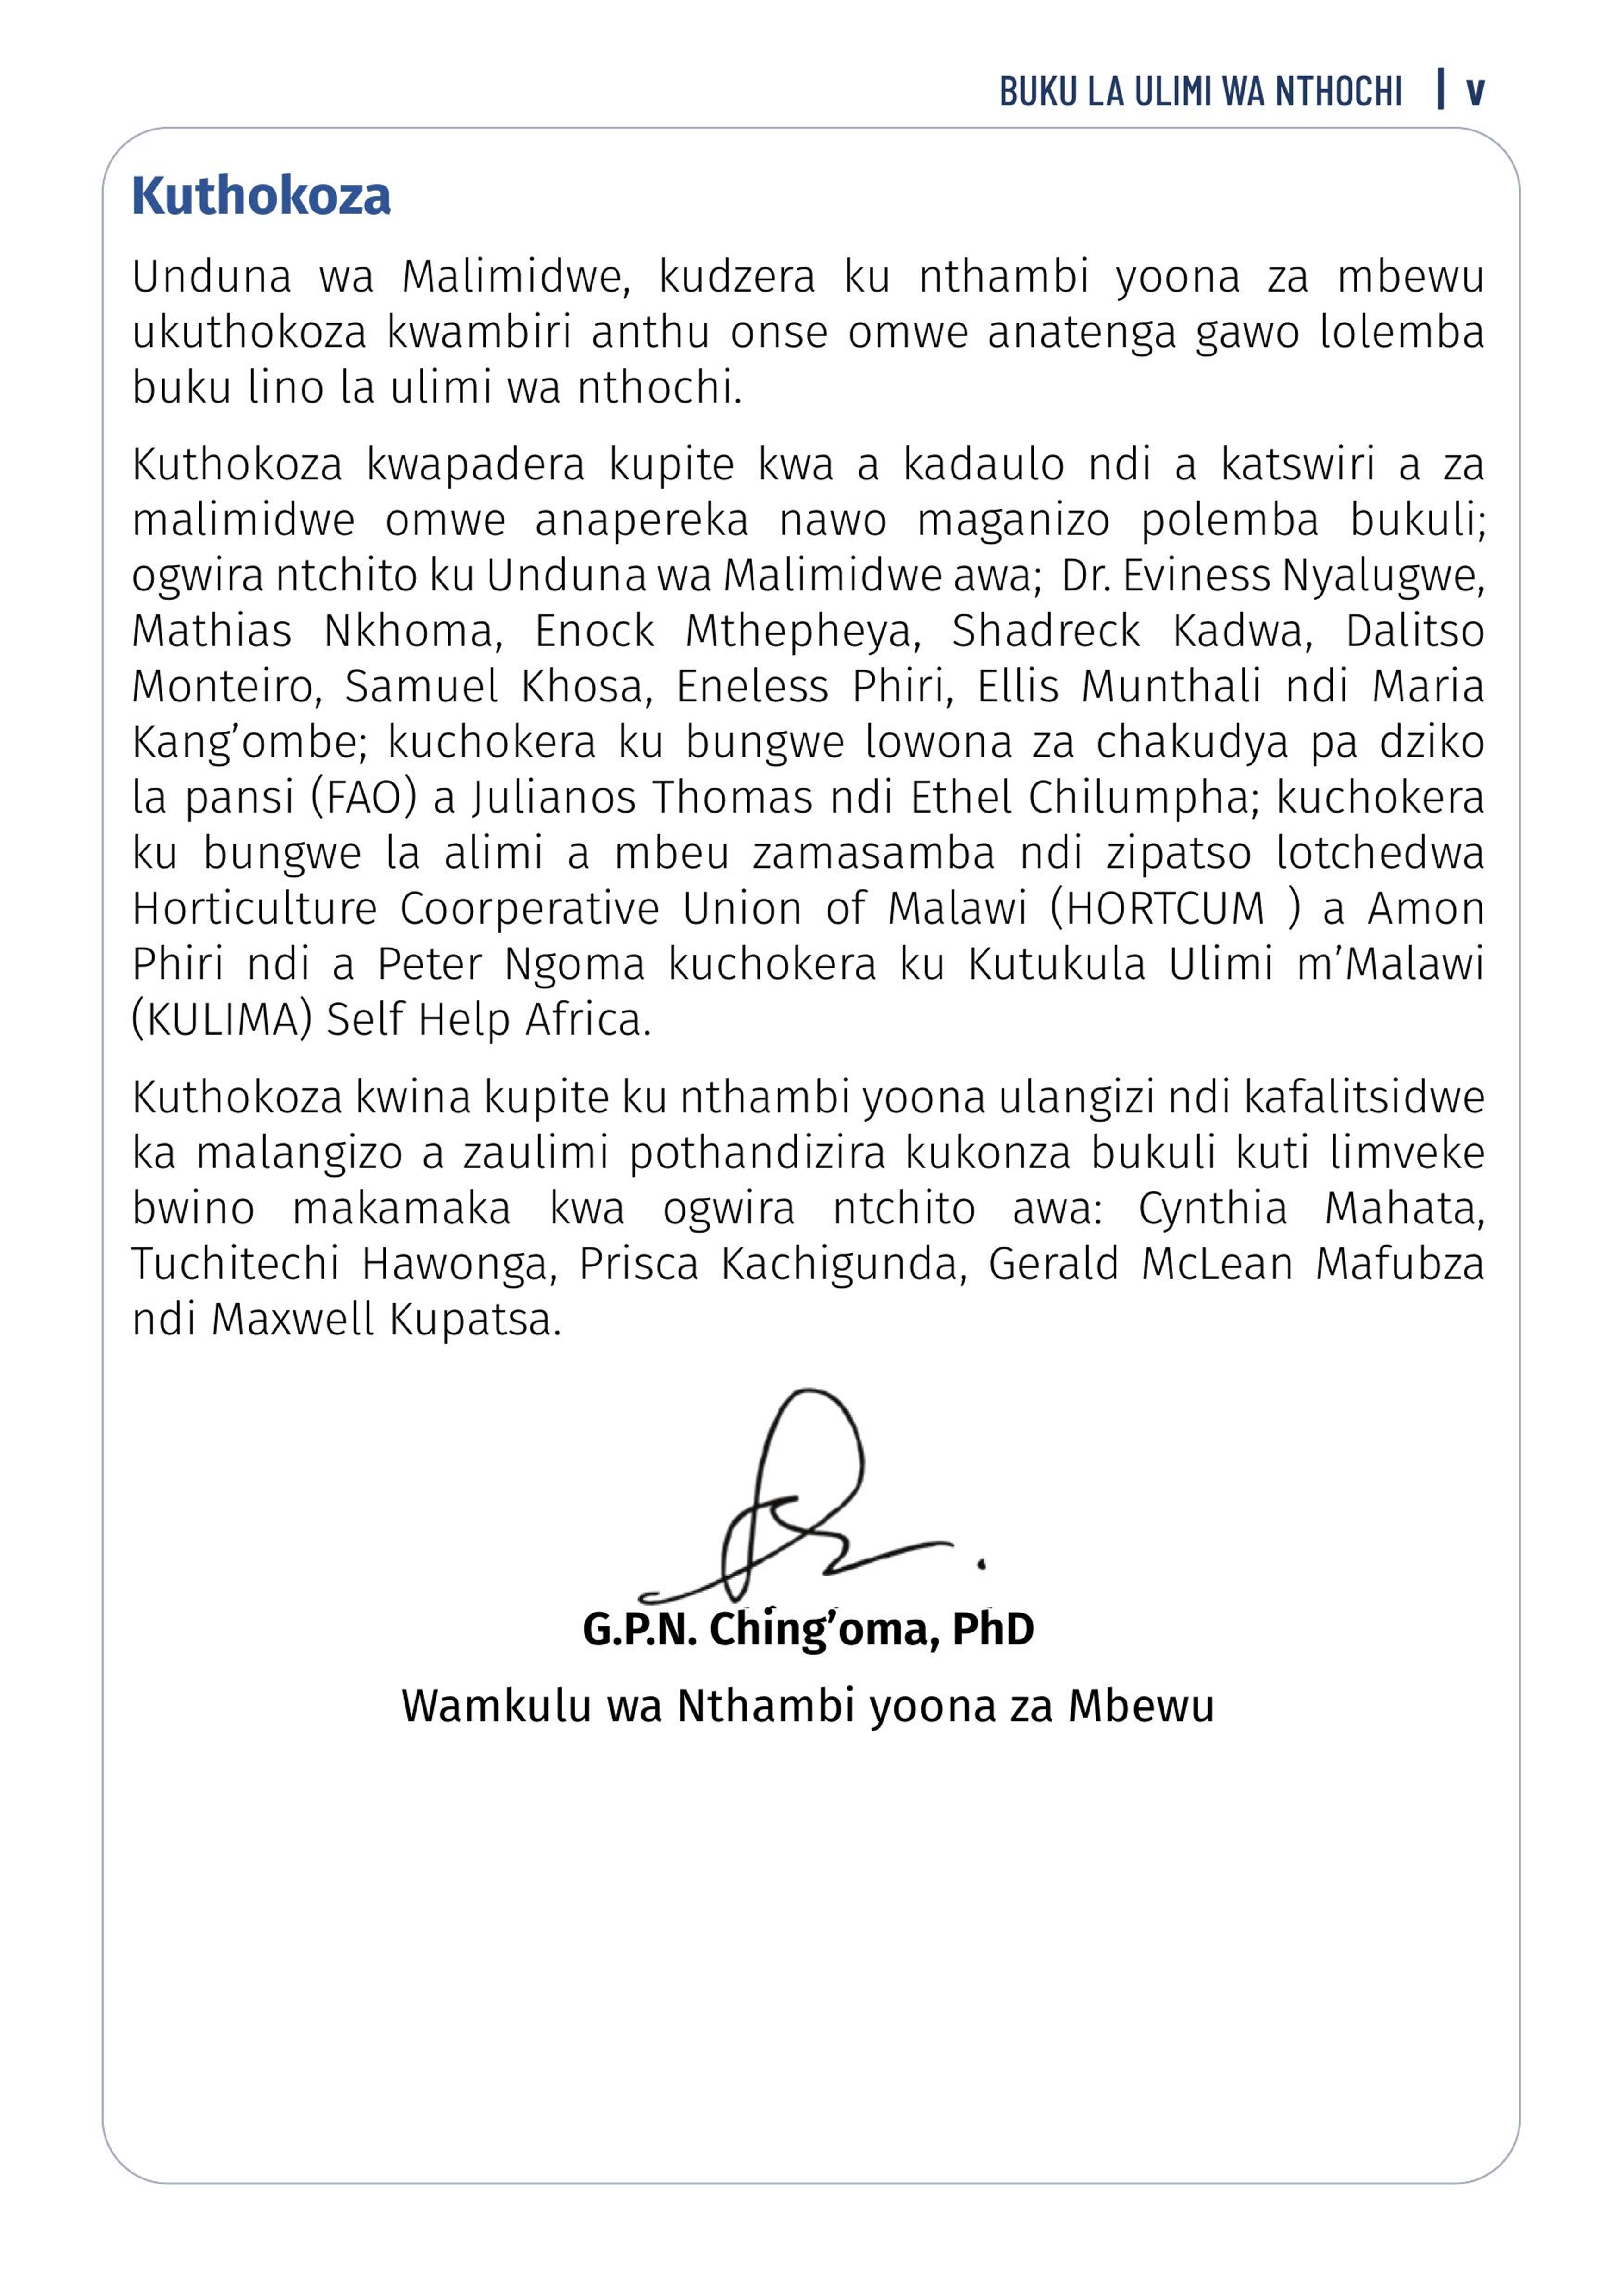 BUKU LA ULIMI WA NTHOCHI | v
Kuthokoza
Unduna wa Malimidwe, kudzera ku nthambi yoona za mbewu
ukuthokoza kwambiri anthu onse omwe anatenga gawo lolemba
buku lino la ulimi wa nthochi.
Kuthokoza kwapadera kupite kwa a kadaulo ndi a katswiri a za
malimidwe omwe anapereka nawo maganizo polemba bukuli;
ogwira ntchito ku Unduna wa Malimidwe awa; Dr. Eviness Nyalugwe,
Mathias Nkhoma, Enock Mthepheya, Shadreck Kadwa, Dalitso
Monteiro, Samuel Khosa, Eneless Phiri, Ellis Munthali ndi Maria
Kang’ombe; kuchokera ku bungwe lowona za chakudya pa dziko
la pansi (FAO) a Julianos Thomas ndi Ethel Chilumpha; kuchokera
ku bungwe la alimi a mbeu zamasamba ndi zipatso lotchedwa
Horticulture Coorperative Union of Malawi (HORTCUM ) a Amon
Phiri ndi a Peter Ngoma kuchokera ku Kutukula Ulimi m’Malawi
(KULIMA) Self Help Africa.
Kuthokoza kwina kupite ku nthambi yoona ulangizi ndi kafalitsidwe
ka malangizo a zaulimi pothandizira kukonza bukuli kuti limveke
bwino makamaka kwa ogwira ntchito awa: Cynthia Mahata,
Tuchitechi Hawonga, Prisca Kachigunda, Gerald McLean Mafubza
ndi Maxwell Kupatsa.
G.P.N. Ching’oma, PhD
Wamkulu wa Nthambi yoona za Mbewu